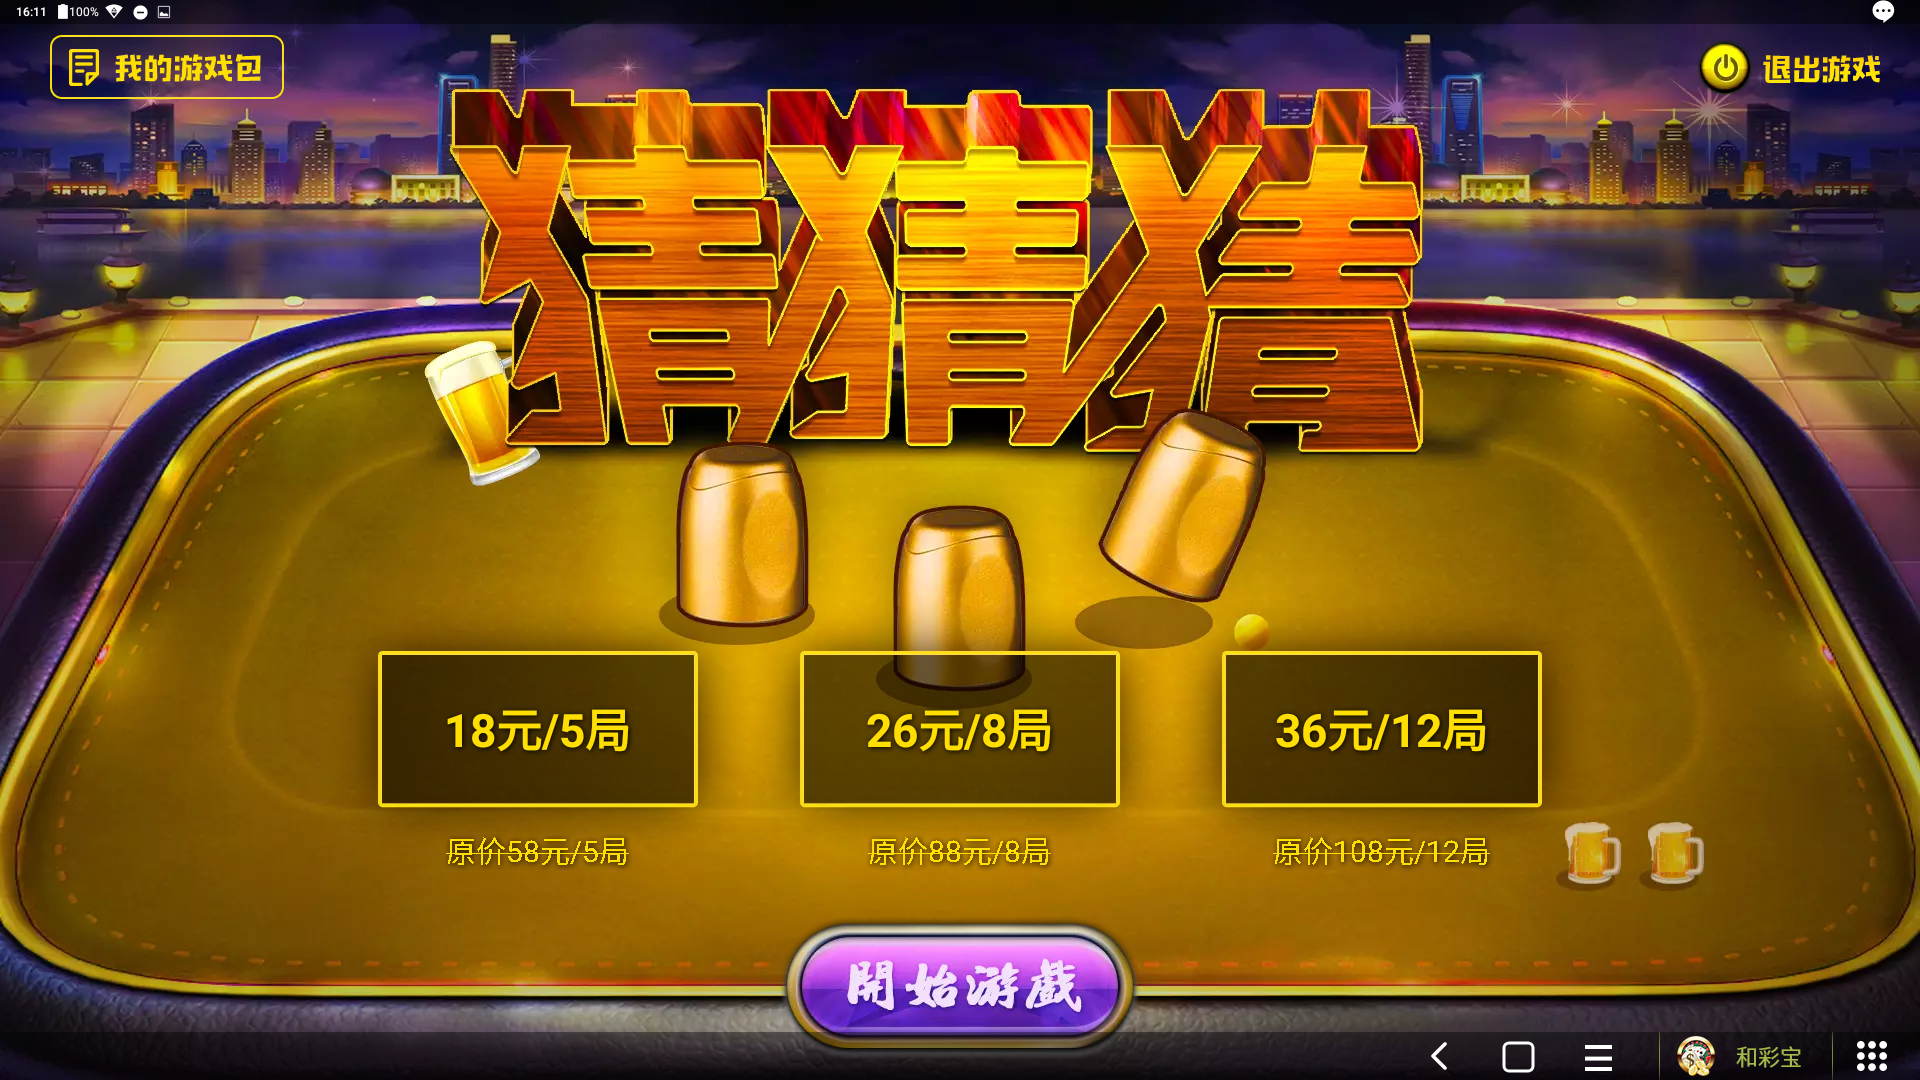 16:11 100%
我的游戏包
退出游戏
猜猜猜
18元/5局
26元/8局
36元/12局
原价58元/5局
原价88元/8局
原价108元/12局
開始游戲
和彩宝